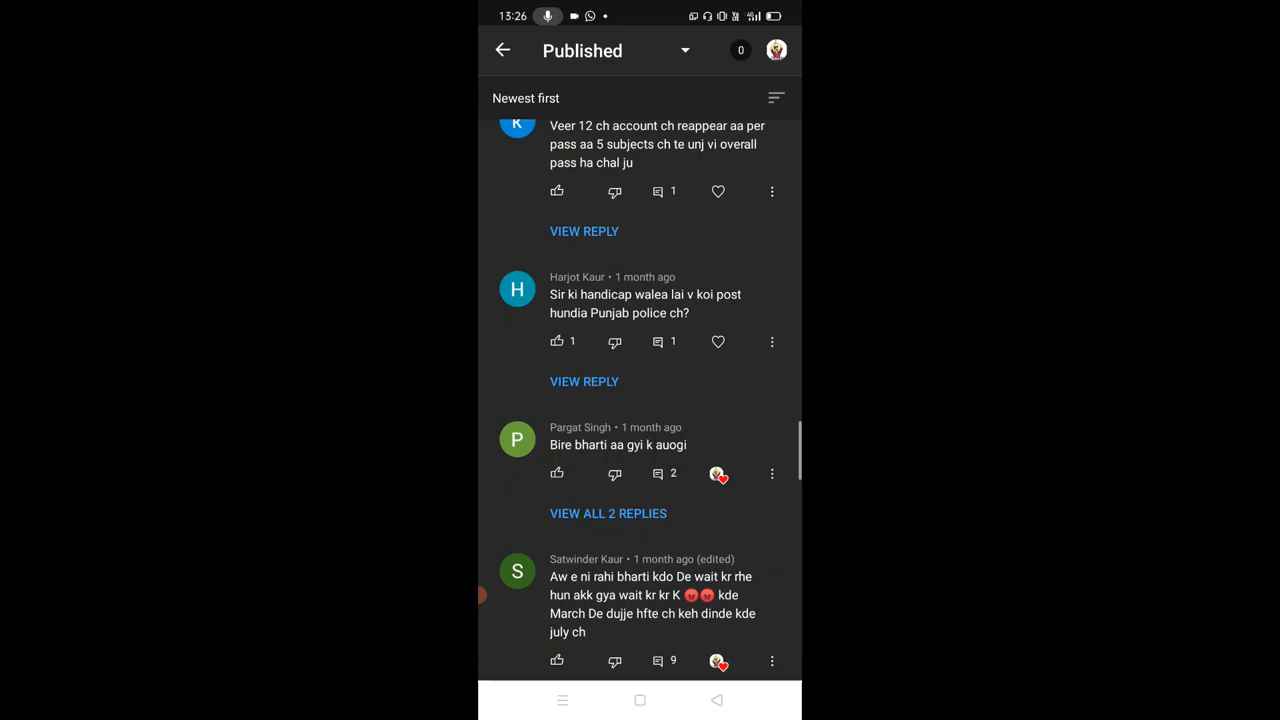 13:26
Published
0
Newest first
K
Veer 12 ch account ch reappear aa per
pass aa 5 subjects ch te unj vi overall
pass ha chal ju
1
VIEW REPLY
H
Harjot Kaur • 1 month ago
Sir ki handicap walea lai v koi post
hundia Punjab police ch?
1
1
VIEW REPLY
P
Pargat Singh • 1 month ago
Bire bharti aa gyi k auogi
2
VIEW ALL 2 REPLIES
S
Satwinder Kaur • 1 month ago (edited)
Aw e ni rahi bharti kdo De wait kr rhe
hun akk gya wait kr kr K 😡😡 kde
March De dujje hfte ch keh dinde kde
july ch
9